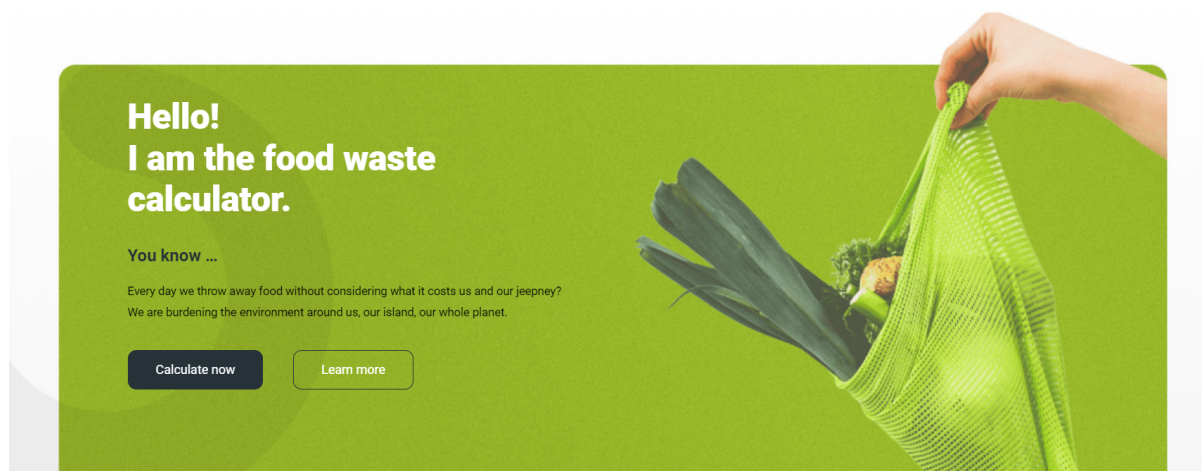 Hello!
I am the food waste
calculator.
You know ...
Every day we throw away food without considering what it costs us and our jeepney?
We are burdening the environment around us, our island, our whole planet.
Calculate now
Learn more